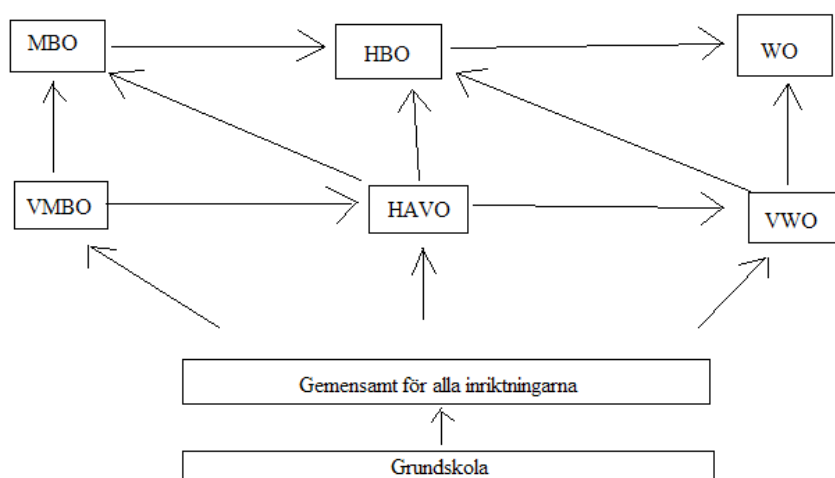 MBO
HBO
WO
VMBO
HAVO
VWO
Gemensamt för alla inriktningarna
Grundskola